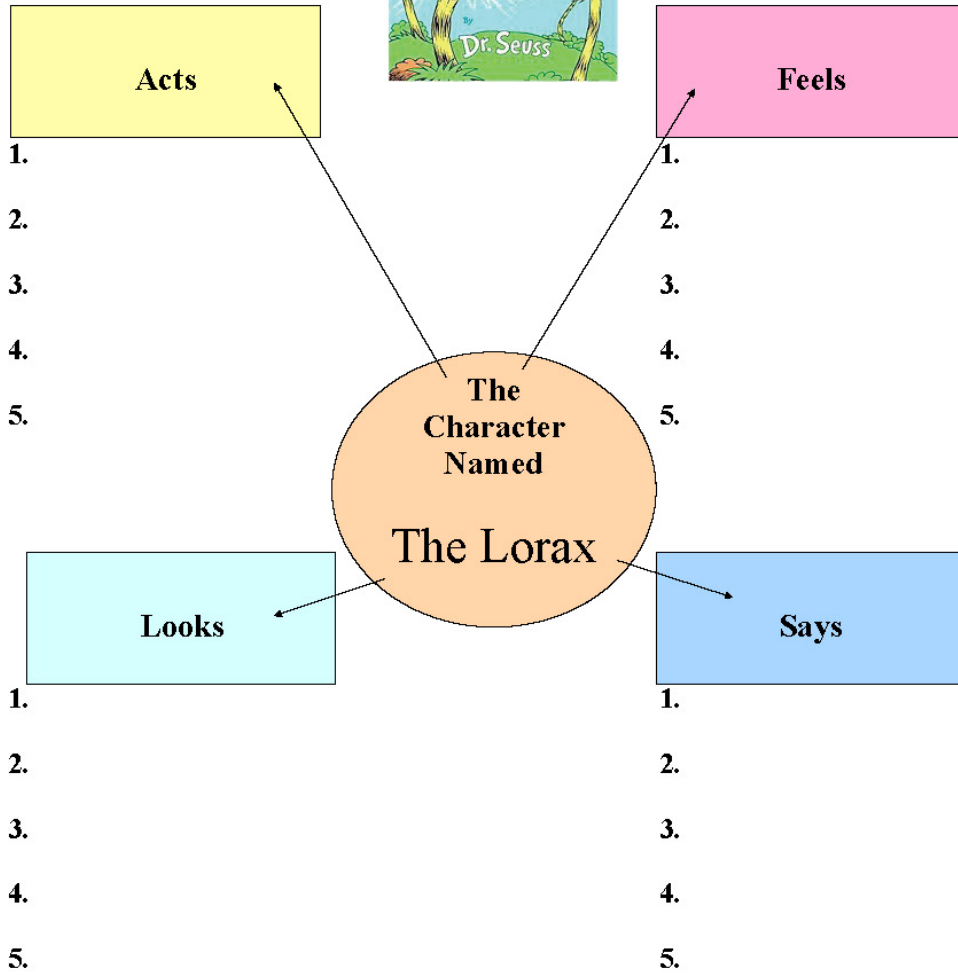 By
Dr. Seuss
Acts
1.
2.
3.
4.
5.
Feels
1.
2.
3.
4.
5.
The
Character
Named
The Lorax
Looks
1.
2.
3.
4.
5.
Says
1.
2.
3.
4.
5.